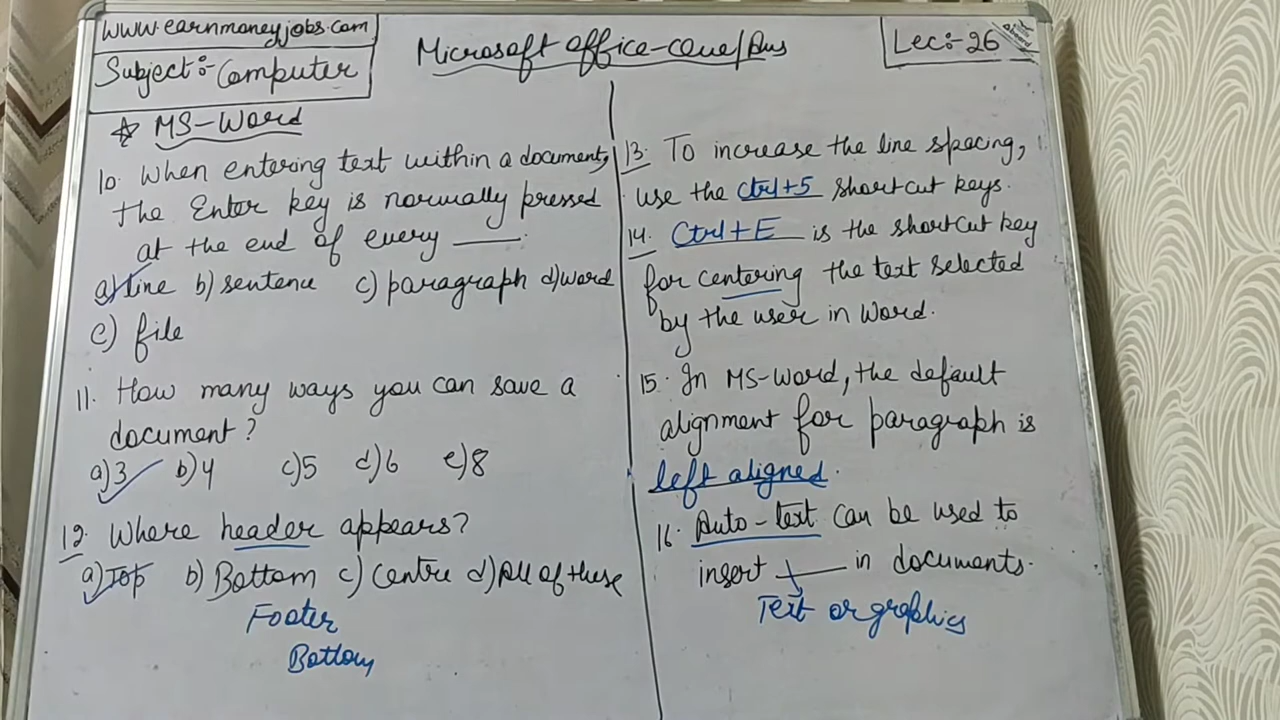 www.earnmoneyjobs.com
Subject:-Computer
Microsoft office-
Lec:-26
☆ MS-Word
10. When entering text within a document,
the Enter key is normally pressed
at the end of every ____.
a) line b) sentence c) paragraph d) word
e) file
11. How many ways you can save a
document?
a) 3 b) 4 c) 5 d) 6 e) 8
12. Where header appears?
a) Top b) Bottom c) Centre d) All of these
Footer
Bottom
13. To increase the line spacing,
use the Ctrl+5 shortcut keys.
14. Ctrl+E is the shortcut key
for centering the text selected
by the user in Word.
15. In MS-Word, the default
alignment for paragraph is
left aligned.
16. Auto-text can be used to
insert ____ in documents.
Text or graphics